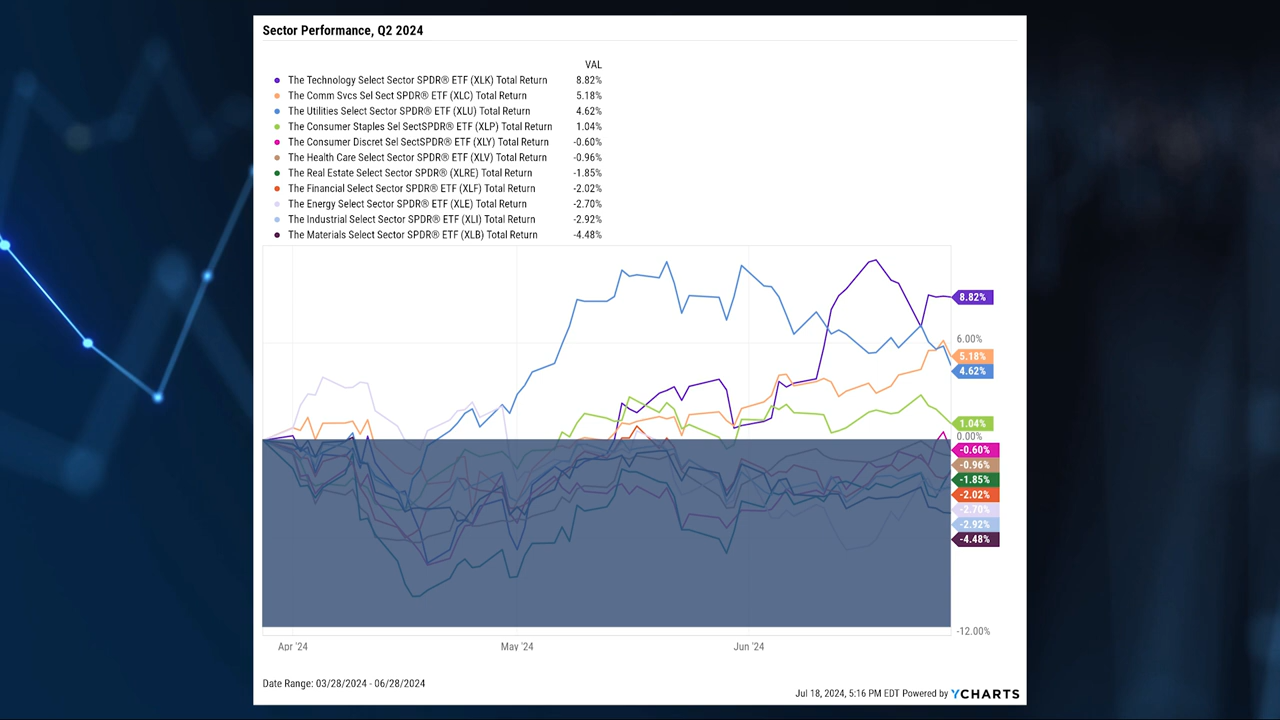 Sector Performance, Q2 2024
VAL
The Technology Select Sector SPDR® ETF (XLK) Total Return 8.82%
The Comm Svcs Sel Sect SPDR® ETF (XLC) Total Return 5.18%
The Utilities Select Sector SPDR® ETF (XLU) Total Return 4.62%
The Consumer Staples Sel SectSPDR® ETF (XLP) Total Return 1.04%
The Consumer Discret Sel SectSPDR® ETF (XLY) Total Return -0.60%
The Health Care Select Sector SPDR® ETF (XLV) Total Return -0.96%
The Real Estate Select Sector SPDR® ETF (XLRE) Total Return -1.85%
The Financial Select Sector SPDR® ETF (XLF) Total Return -2.02%
The Energy Select Sector SPDR® ETF (XLE) Total Return -2.70%
The Industrial Select Sector SPDR® ETF (XLI) Total Return -2.92%
The Materials Select Sector SPDR® ETF (XLB) Total Return -4.48%
8.82%
6.00%
5.18%
4.62%
1.04%
0.00%
-0.60%
-0.96%
-1.85%
-2.02%
-2.70%
-2.92%
-4.48%
-12.00%
Apr '24 May '24 Jun '24
Date Range: 03/28/2024 - 06/28/2024
Jul 18, 2024, 5:16 PM EDT Powered by YCHARTS